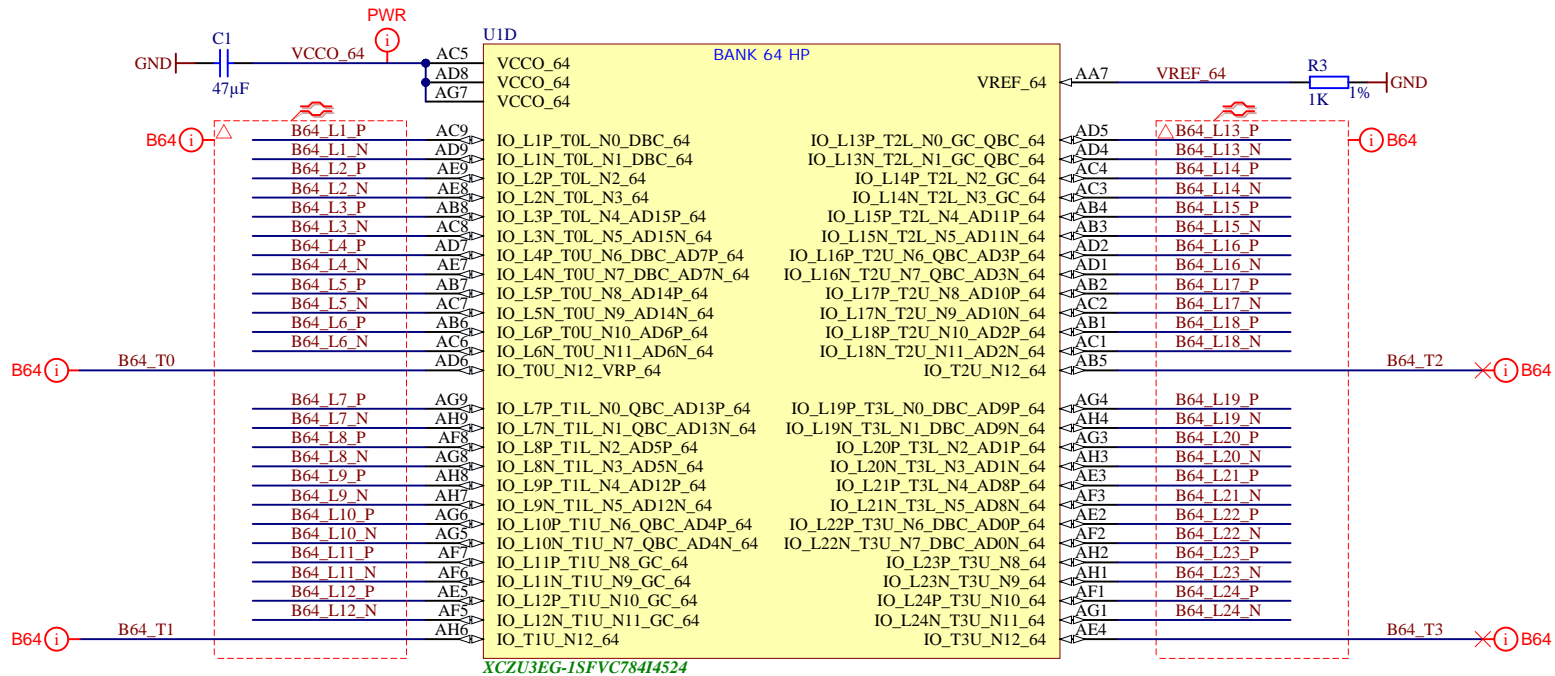 PWR
U1D
C1
VCCO_64
AC5
VCCO_64
BANK 64 HP
GND
AD8
VCCO_64
VREF_64
AA7
VREF_64
R3
GND
47µF
AG7
VCCO_64
1K
1%
B64
B64_L1_P
AC9
IO_L1P_T0L_N0_DBC_64
IO_L13P_T2L_N0_GC_QBC_64
AD5
B64_L13_P
B64
B64_L1_N
AD9
IO_L1N_T0L_N1_DBC_64
IO_L13N_T2L_N1_GC_QBC_64
AD4
B64_L13_N
B64_L2_P
AE9
IO_L2P_T0L_N2_64
IO_L14P_T2L_N2_GC_64
AC4
B64_L14_P
B64_L2_N
AE8
IO_L2N_T0L_N3_64
IO_L14N_T2L_N3_GC_64
AC3
B64_L14_N
B64_L3_P
AB8
IO_L3P_T0L_N4_AD15P_64
IO_L15P_T2L_N4_AD11P_64
AB4
B64_L15_P
B64_L3_N
AC8
IO_L3N_T0L_N5_AD15N_64
IO_L15N_T2L_N5_AD11N_64
AB3
B64_L15_N
B64_L4_P
AD7
IO_L4P_T0U_N6_DBC_AD7P_64
IO_L16P_T2U_N6_QBC_AD3P_64
AD2
B64_L16_P
B64_L4_N
AE7
IO_L4N_T0U_N7_DBC_AD7N_64
IO_L16N_T2U_N7_QBC_AD3N_64
AD1
B64_L16_N
B64_L5_P
AB7
IO_L5P_T0U_N8_AD14P_64
IO_L17P_T2U_N8_AD10P_64
AB2
B64_L17_P
B64_L5_N
AC7
IO_L5N_T0U_N9_AD14N_64
IO_L17N_T2U_N9_AD10N_64
AC2
B64_L17_N
B64_L6_P
AB6
IO_L6P_T0U_N10_AD6P_64
IO_L18P_T2U_N10_AD2P_64
AB1
B64_L18_P
B64_L6_N
AC6
IO_L6N_T0U_N11_AD6N_64
IO_L18N_T2U_N11_AD2N_64
AC1
B64_L18_N
B64
B64_T0
AD6
IO_T0U_N12_VRP_64
IO_T2U_N12_64
AB5
B64_T2
B64
B64_L7_P
AG9
IO_L7P_T1L_N0_QBC_AD13P_64
IO_L19P_T3L_N0_DBC_AD9P_64
AG4
B64_L19_P
B64_L7_N
AH9
IO_L7N_T1L_N1_QBC_AD13N_64
IO_L19N_T3L_N1_DBC_AD9N_64
AH4
B64_L19_N
B64_L8_P
AF8
IO_L8P_T1L_N2_AD5P_64
IO_L20P_T3L_N2_AD1P_64
AG3
B64_L20_P
B64_L8_N
AG8
IO_L8N_T1L_N3_AD5N_64
IO_L20N_T3L_N3_AD1N_64
AH3
B64_L20_N
B64_L9_P
AH8
IO_L9P_T1L_N4_AD12P_64
IO_L21P_T3L_N4_AD8P_64
AE3
B64_L21_P
B64_L9_N
AH7
IO_L9N_T1L_N5_AD12N_64
IO_L21N_T3L_N5_AD8N_64
AF3
B64_L21_N
B64_L10_P
AG6
IO_L10P_T1U_N6_QBC_AD4P_64
IO_L22P_T3U_N6_DBC_AD0P_64
AE2
B64_L22_P
B64_L10_N
AG5
IO_L10N_T1U_N7_QBC_AD4N_64
IO_L22N_T3U_N7_DBC_AD0N_64
AF2
B64_L22_N
B64_L11_P
AF7
IO_L11P_T1U_N8_GC_64
IO_L23P_T3U_N8_64
AH2
B64_L23_P
B64_L11_N
AF6
IO_L11N_T1U_N9_GC_64
IO_L23N_T3U_N9_64
AH1
B64_L23_N
B64_L12_P
AE5
IO_L12P_T1U_N10_GC_64
IO_L24P_T3U_N10_64
AF1
B64_L24_P
B64_L12_N
AF5
IO_L12N_T1U_N11_GC_64
IO_L24N_T3U_N11_64
AG1
B64_L24_N
B64
B64_T1
AH6
IO_T1U_N12_64
IO_T3U_N12_64
AE4
B64_T3
B64
XCZU3EG-1SFVC784I4524